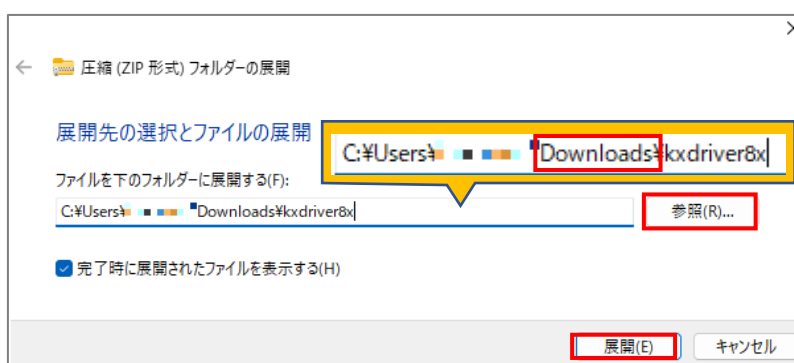 圧縮 (ZIP 形式) フォルダーの展開
展開先の選択とファイルの展開
C:¥Users¥ Downloads¥kxdriver8x
ファイルを下のフォルダーに展開する(F):
C:¥Users¥ Downloads¥kxdriver8x
参照(R)...
完了時に展開されたファイルを表示する(H)
展開(E)
キャンセル